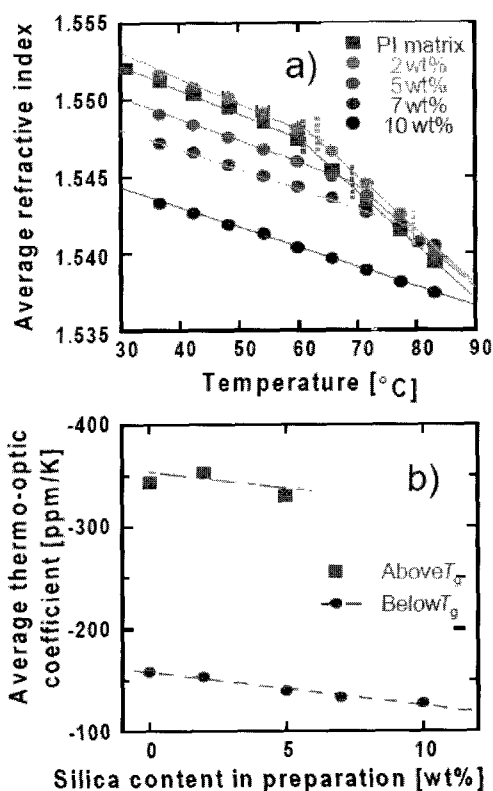 Average refractive index
1.555
1.550
1.545
1.540
1.535
a)
PI matrix
2 wt%
5 wt%
7 wt%
10 wt%
30 40 50 60 70 80 90
Temperature [°C]
Average thermo-optic
coefficient [ppm/K]
-400
-300
-200
-100
b)
Above Tg
Below Tg
0 5 10
Silica content in preparation [wt%]